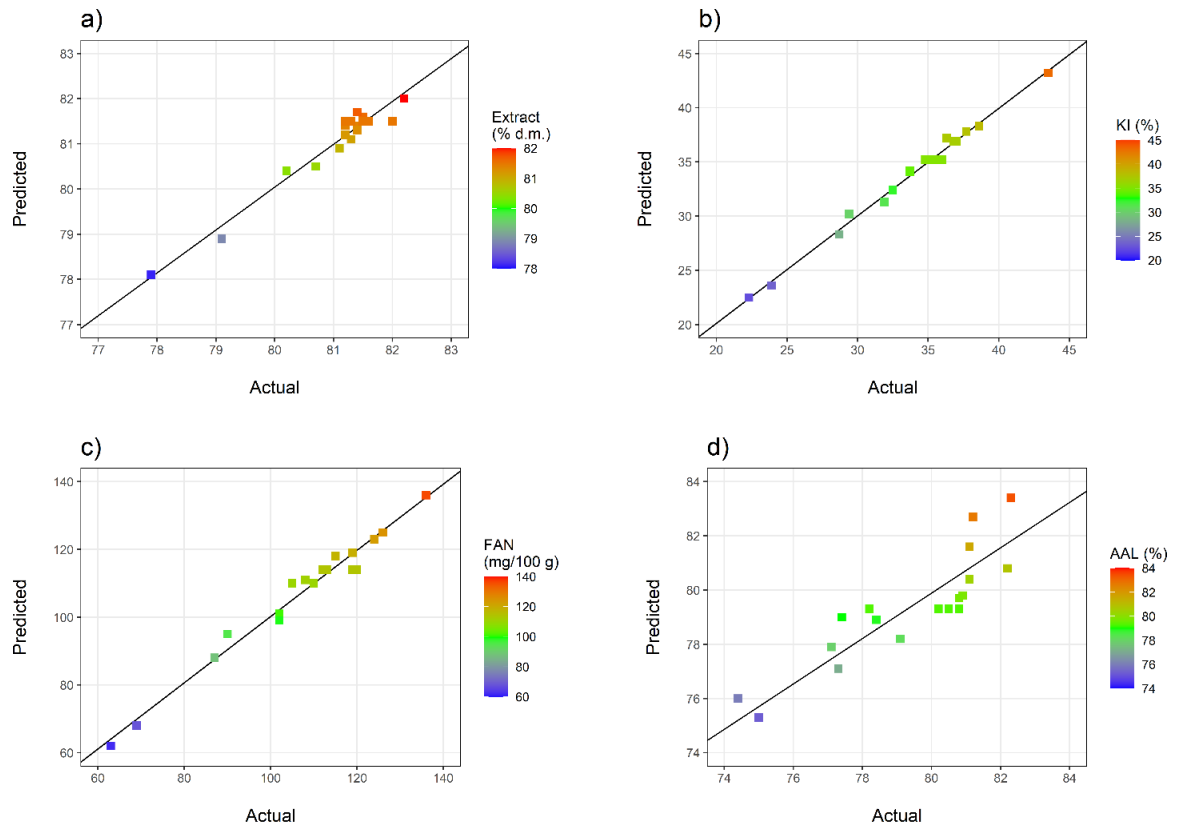 a)
83
82
81
80
79
78
77
77 78 79 80 81 82 83
Predicted
Actual
Extract
(% d.m.)
82
81
80
79
78
b)
45
40
35
30
25
20
20 25 30 35 40 45
Predicted
Actual
KI (%)
45
40
35
30
25
20
c)
140
120
100
80
60
60 80 100 120 140
Predicted
Actual
FAN
(mg/100 g)
140
120
100
80
60
d)
84
82
80
78
76
74
74 76 78 80 82 84
Predicted
Actual
AAL (%)
84
82
80
78
76
74